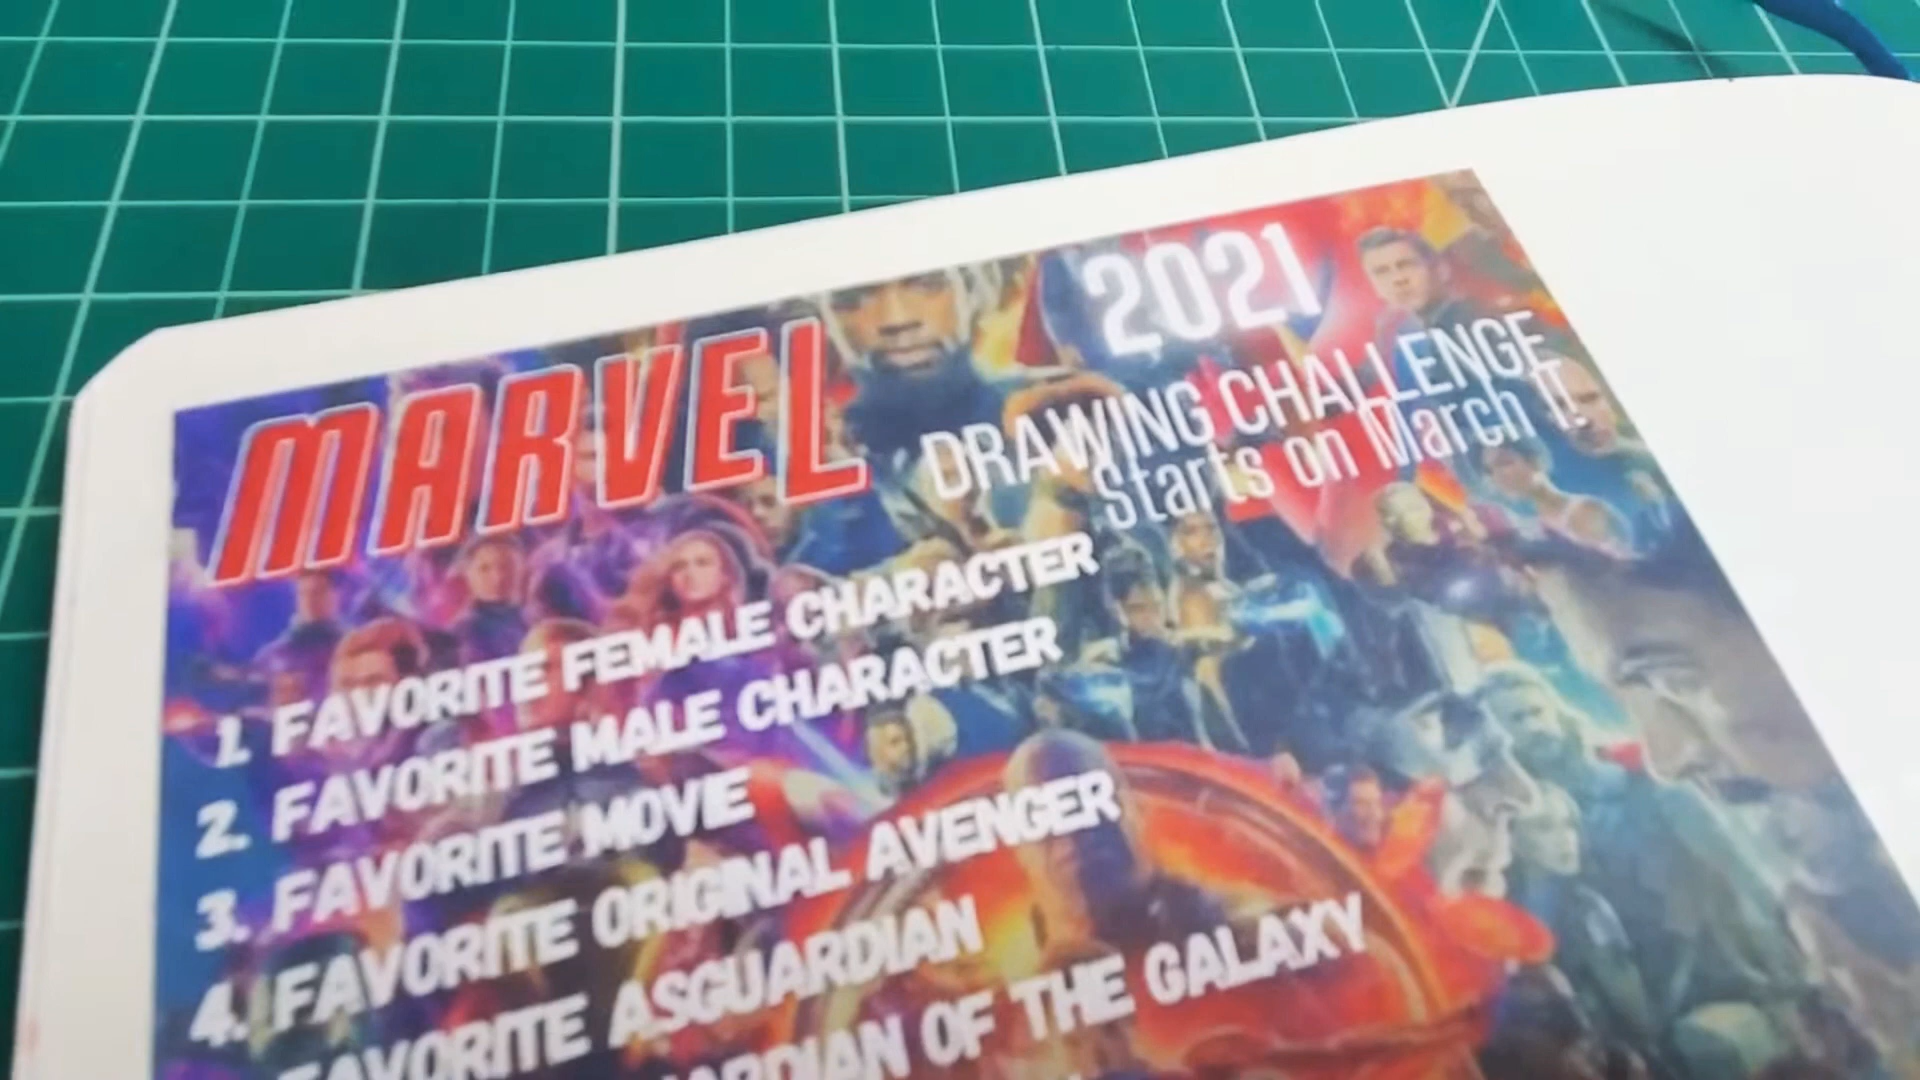 MARVEL
2021
DRAWING CHALLENGE
Starts on March 1!
1. FAVORITE FEMALE CHARACTER
2. FAVORITE MALE CHARACTER
3. FAVORITE MOVIE
4. FAVORITE ORIGINAL AVENGER
FAVORITE ASGUARDIAN
OF THE GALAXY